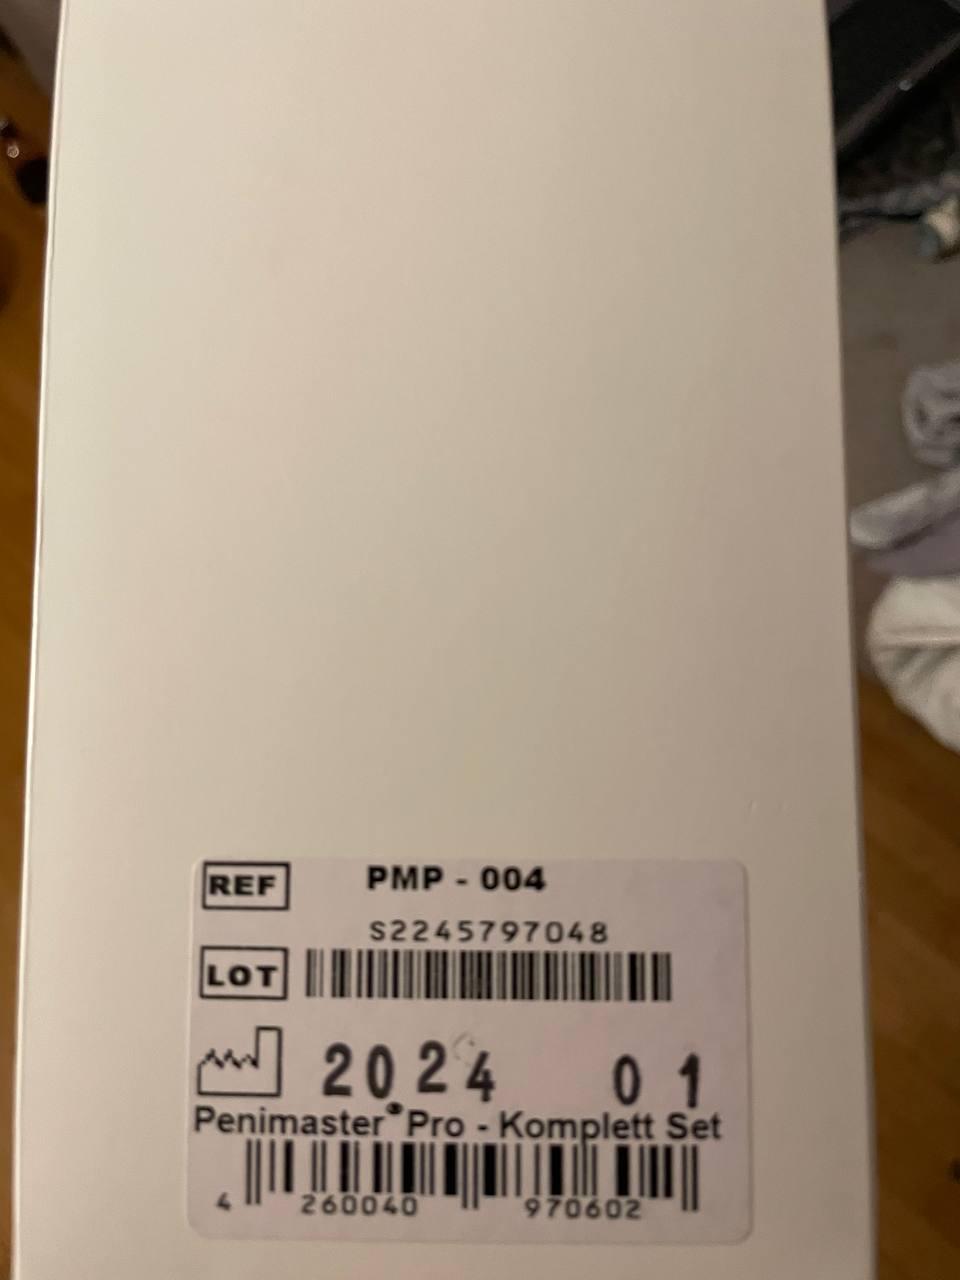 REF PMP - 004
S2245797048
LOT
2024 01
Penimaster® Pro - Komplett Set
4 260040 970602